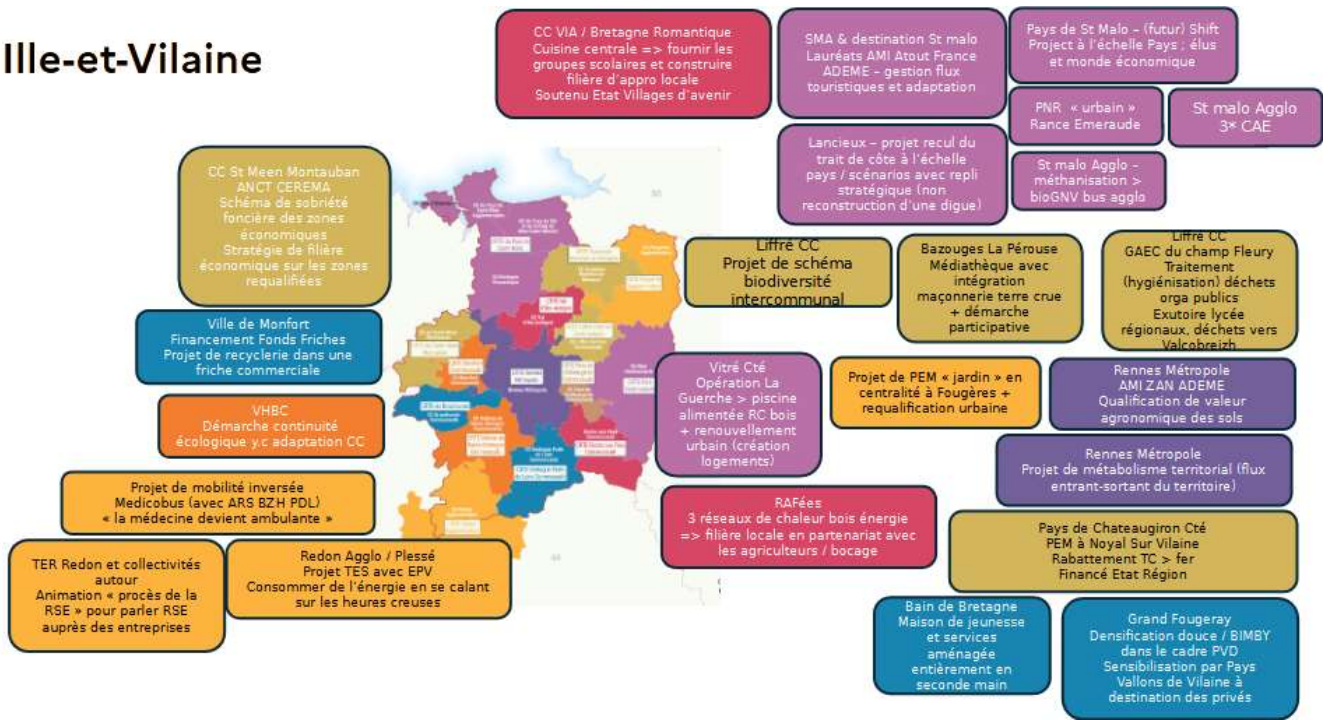 Ille-et-Vilaine
CC VIA / Bretagne Romantique
Cuisine centrale => fournir les
groupes scolaires et construire
filière d'appro locale
Soutenu Etat Villages d'avenir
SMA & destination St malo
Lauréats AMI Atout France
ADEME – gestion flux
touristiques et adaptation
Pays de St Malo – (futur) Shift
Project à l'échelle Pays ; élus
et monde économique
PNR « urbain »
Rance Emeraude
St malo Agglo
3* CAE
Lancieux – projet recul du
trait de côte à l'échelle
pays / scénarios avec repli
stratégique (non
reconstruction d'une digue)
St malo Agglo –
méthanisation >
bioGNV bus agglo
CC St Meen Montauban
ANCT CEREMA
Schéma de sobriété
foncière des zones
économiques
Stratégie de filière
économique sur les zones
requalifiées
Liffré CC
Projet de schéma
biodiversité
intercommunal
Bazouges La Pérouse
Médiathèque avec
intégration
maçonnerie terre crue
+ démarche
participative
Liffré CC
GAEC du champ Fleury
Traitement
(hygiénisation) déchets
orga publics
Exutoire lycée
régionaux, déchets vers
Valcobreizh
Ville de Monfort
Financement Fonds Friches
Projet de recyclerie dans une
friche commerciale
Vitré Cté
Opération La
Guerche > piscine
alimentée RC bois
+ renouvellement
urbain (création
logements)
Projet de PEM « jardin » en
centralité à Fougères +
requalification urbaine
Rennes Métropole
AMI ZAN ADEME
Qualification de valeur
agronomique des sols
VHBC
Démarche continuité
écologique y.c adaptation CC
Rennes Métropole
Projet de métabolisme territorial (flux
entrant-sortant du territoire)
Projet de mobilité inversée
Medicobus (avec ARS BZH PDL)
« la médecine devient ambulante »
RAFées
3 réseaux de chaleur bois énergie
=> filière locale en partenariat avec
les agriculteurs / bocage
Pays de Chateaugiron Cté
PEM à Noyal Sur Vilaine
Rabattement TC > fer
Financé Etat Région
TER Redon et collectivités
autour
Animation « procès de la
RSE » pour parler RSE
auprès des entreprises
Redon Agglo / Plessé
Projet TES avec EPV
Consommer de l'énergie en se calant
sur les heures creuses
Bain de Bretagne
Maison de jeunesse
et services
aménagée
entièrement en
seconde main
Grand Fougeray
Densification douce / BIMBY
dans le cadre PVD
Sensibilisation par Pays
Vallons de Vilaine à
destination des privés